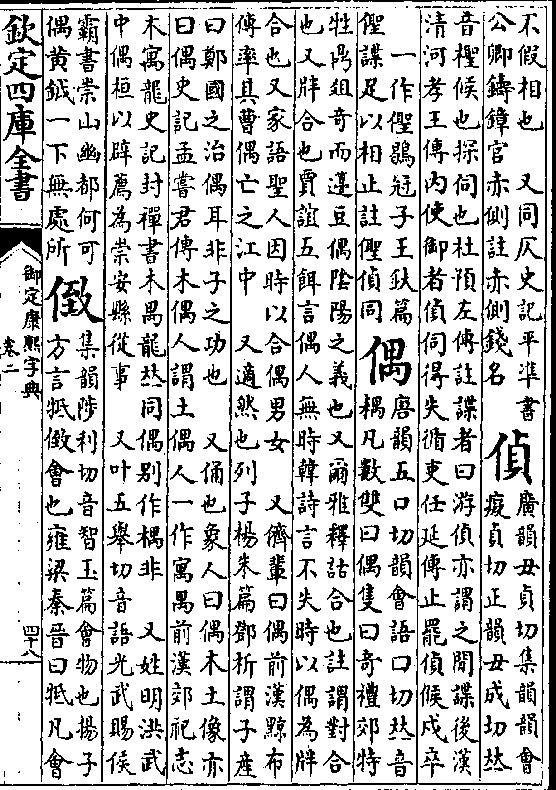 不假相也　又同仄史記平準書
公卿鑄鐘官赤側註赤側錢名
偵
廣韻丑貞切集韻韻會
癡貞切正韻丑成切𠀤
音檉候也探伺也杜預左傳註諜者曰游偵亦謂之間諜後漢
清河孝王傳內使御者偵伺得失循吏任延傳止罷偵候戍卒
一作𠊵鶡冠子王鈇篇
𠊵諜足以相止註𠊵偵同
偶
唐韻五口切韻會語口切𠀤音
耦凡數雙曰偶隻曰奇禮郊特
牲鼎俎奇而籩豆偶陰陽之義也又爾雅釋詁合也註謂對合
也又牉合也賈誼五餌言偶人無時韓詩言不失時以偶為牉
合也又家語聖人因時以合偶男女　又儕輩曰偶前漢黥布
傳率其曹偶亡之江中　又適然也列子楊朱篇鄧析謂子產
曰鄭國之治偶耳非子之功也　又俑也象人曰偶木土像亦
曰偶史記孟嘗君傳木偶人謂土偶人一作寓禺前漢郊祀志
木寓龍史記封禪書木禺龍𠀤同偶别作耦非　又姓明洪武
中偶桓以辟薦為崇安縣從事　又叶五舉切音語光武賜侯
霸書崇山幽都何可
偶黃鉞一下無處所
𠊷
集韻陟利切音智玉篇會物也揚子
方言抵𠊷會也雍梁秦晉曰抵凡會
欽定四庫全書
御定康熙字典
卷二
四十八